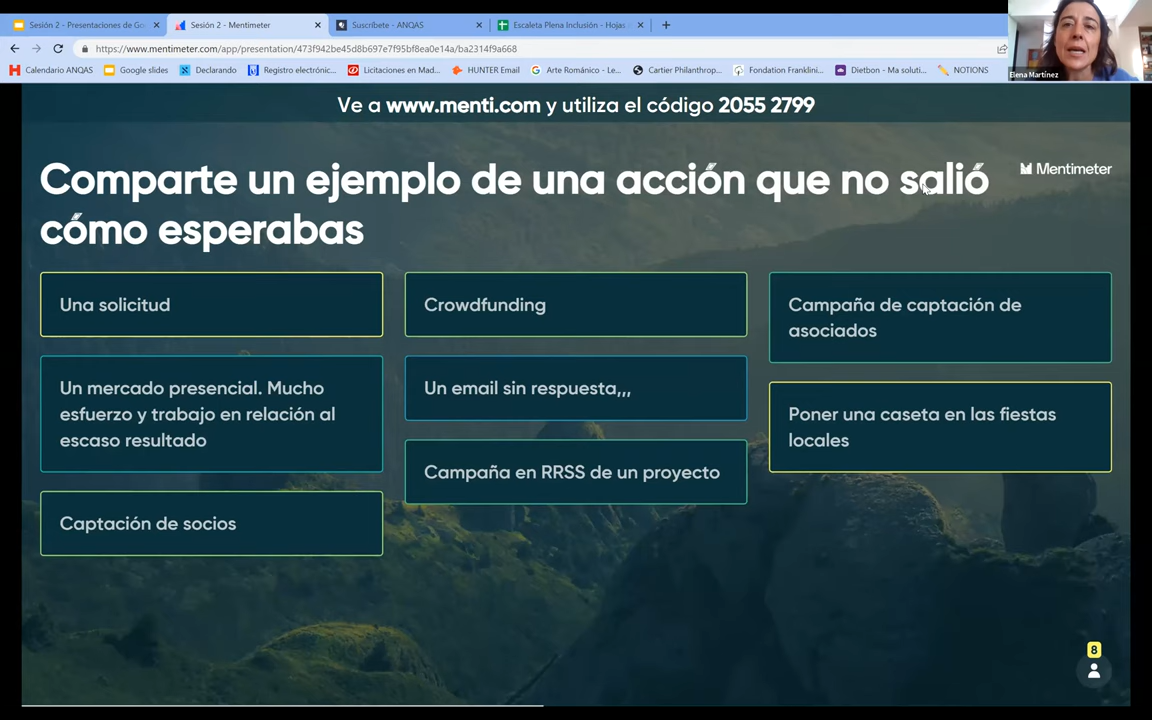 Sesión 2 - Presentaciones de Go
Sesión 2 - Mentimeter
Suscríbete - ANQAS
Escaleta Plena Inclusión - Hojas
https://www.mentimeter.com/app/presentation/473f942be45d8b697e7f95bf8ea0e14a/ba2314f9a668
Calendario ANQAS
Google slides
Declarando
Registro electrónic...
Licitaciones en Mad...
HUNTER Email
Arte Románico - Le...
Cartier Philanthrop...
Fondation Franklini...
Dietbon - Ma soluti...
NOTIONS
Elena Martínez
Ve a www.menti.com y utiliza el código 2055 2799
Comparte un ejemplo de una acción que no salió
cómo esperabas
Mentimeter
Una solicitud
Un mercado presencial. Mucho
esfuerzo y trabajo en relación al
escaso resultado
Captación de socios
Crowdfunding
Un email sin respuesta,,,
Campaña en RRSS de un proyecto
Campaña de captación de
asociados
Poner una caseta en las fiestas
locales
8